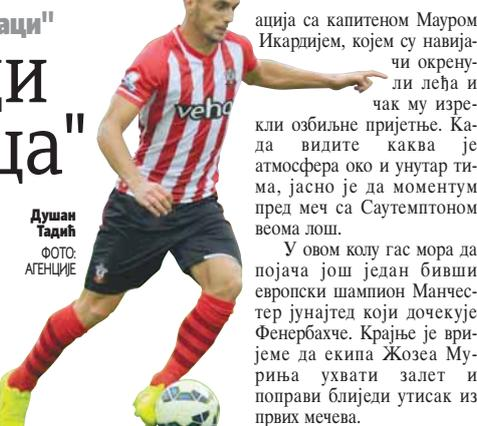 аци"
ци
ца"
Душан
Тадић
ФОТО:
АГЕНЦИЈЕ
veho
ација са капитеном Мауром
Икардијем, којем су навија-
чи окрену-
ли леђа и
чак му изре-
кли озбиљне пријетње. Ка-
да видите каква је
атмосфера око и унутар ти-
ма, јасно је да моментум
пред меч са Саутемптоном
веома лош.
У овом колу гас мора да
појача још један бивши
европски шампион Манчес-
тер јунајтед који дочекује
Фенербахче. Крајње је ври-
јеме да екипа Жозеа Му-
риња ухвати залет и
поправи блиједи утисак из
првих мечева.